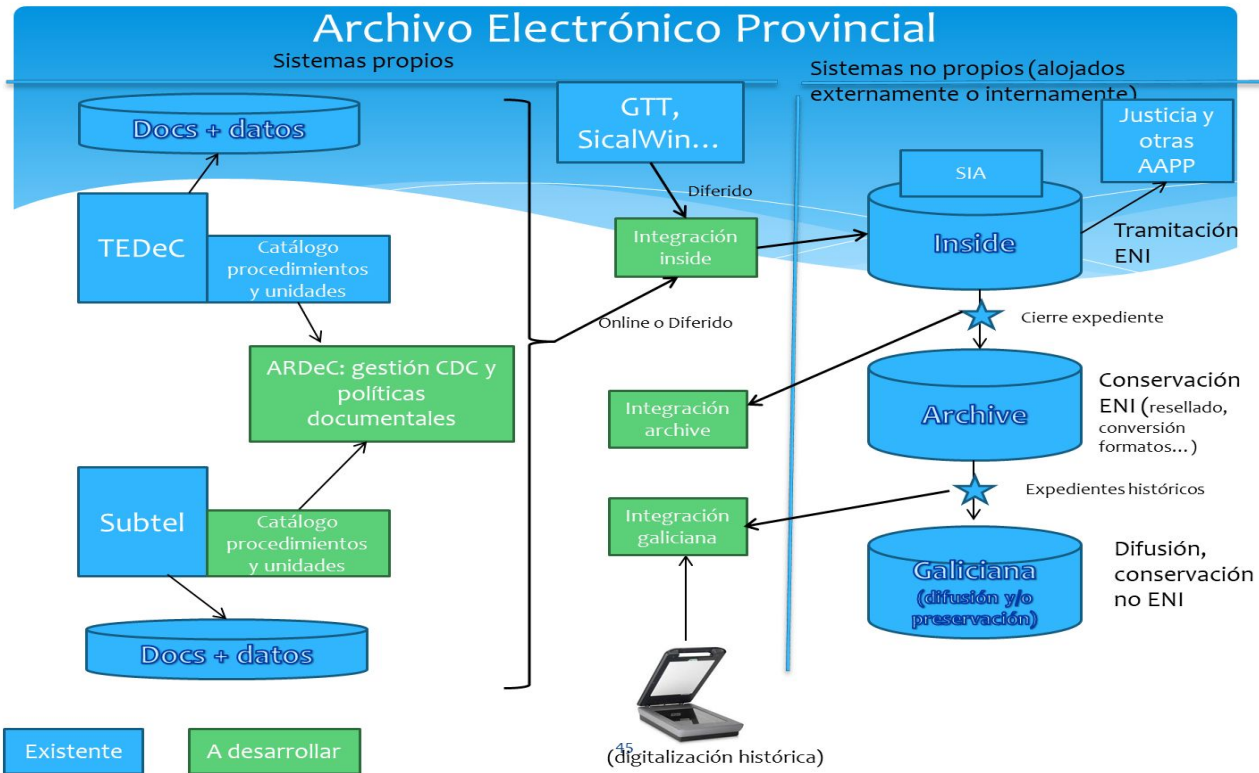 Archivo Electrónico Provincial
Sistemas propios
Sistemas no propios (alojados
externamente o internamente)
Docs + datos
TEDeC
Catálogo
procedimientos
y unidades
ARDeC: gestión CDC y
políticas
documentales
Subtel
Catálogo
procedimientos
y unidades
Docs + datos
GTT,
SicalWin...
Diferido
Integración
inside
Online o Diferido
Integración
archive
Integración
galiciana
45
(digitalización histórica)
SIA
Inside
Justicia y
otras
AAPP
Tramitación
ENI
Cierre expediente
Archive
Conservación
ENI (resellado,
conversión
formatos... )
Expedientes históricos
Galiciana
(difusión y/o
preservación)
Difusión,
conservación
no ENI
Existente
A desarrollar